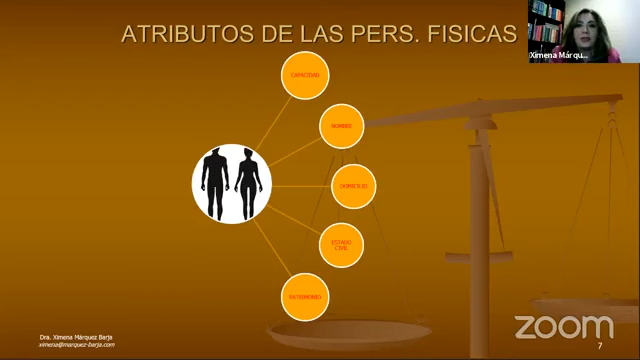 ATRIBUTOS DE LAS PERS. FISICAS
Ximena Márqu...
CAPACIDAD
NOMBRE
DOMICILIO
ESTADO
CIVIL
PATRIMONIO
Dra. Ximena Márquez Barja
ximena@marquez-barja.com
zoom
7